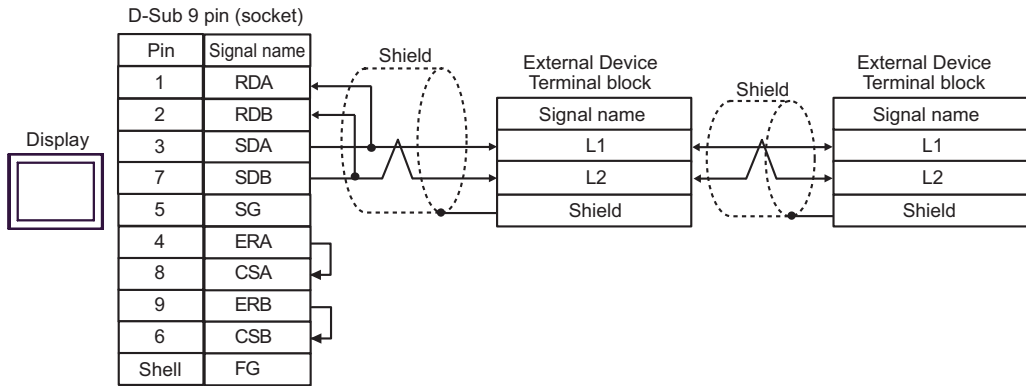 D-Sub 9 pin (socket)
Pin Signal name
1 RDA
2 RDB
3 SDA
7 SDB
5 SG
4 ERA
8 CSA
9 ERB
6 CSB
Shell FG
Display
Shield
External Device
Terminal block
Signal name
L1
L2
Shield
Shield
External Device
Terminal block
Signal name
L1
L2
Shield